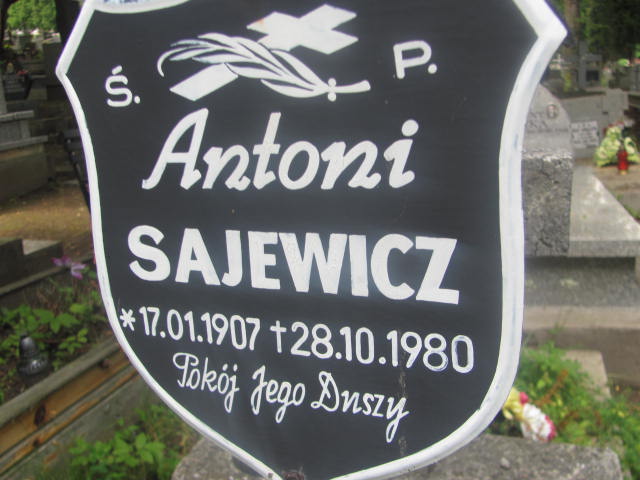 Ś. P.
Antoni
SAJEWICZ
*17.01.1907 †28.10.1980
Pokój Jego Duszy